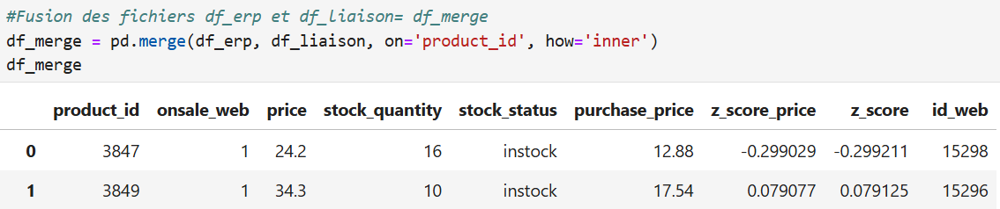 #Fusion des fichiers df_erp et df_liaison= df_merge
df_merge = pd.merge(df_erp, df_liaison, on='product_id', how='inner')
df_merge
product_id onsale_web price stock_quantity stock_status purchase_price z_score_price z_score id_web
0 3847 1 24.2 16 instock 12.88 -0.299029 -0.299211 15298
1 3849 1 34.3 10 instock 17.54 0.079077 0.079125 15296